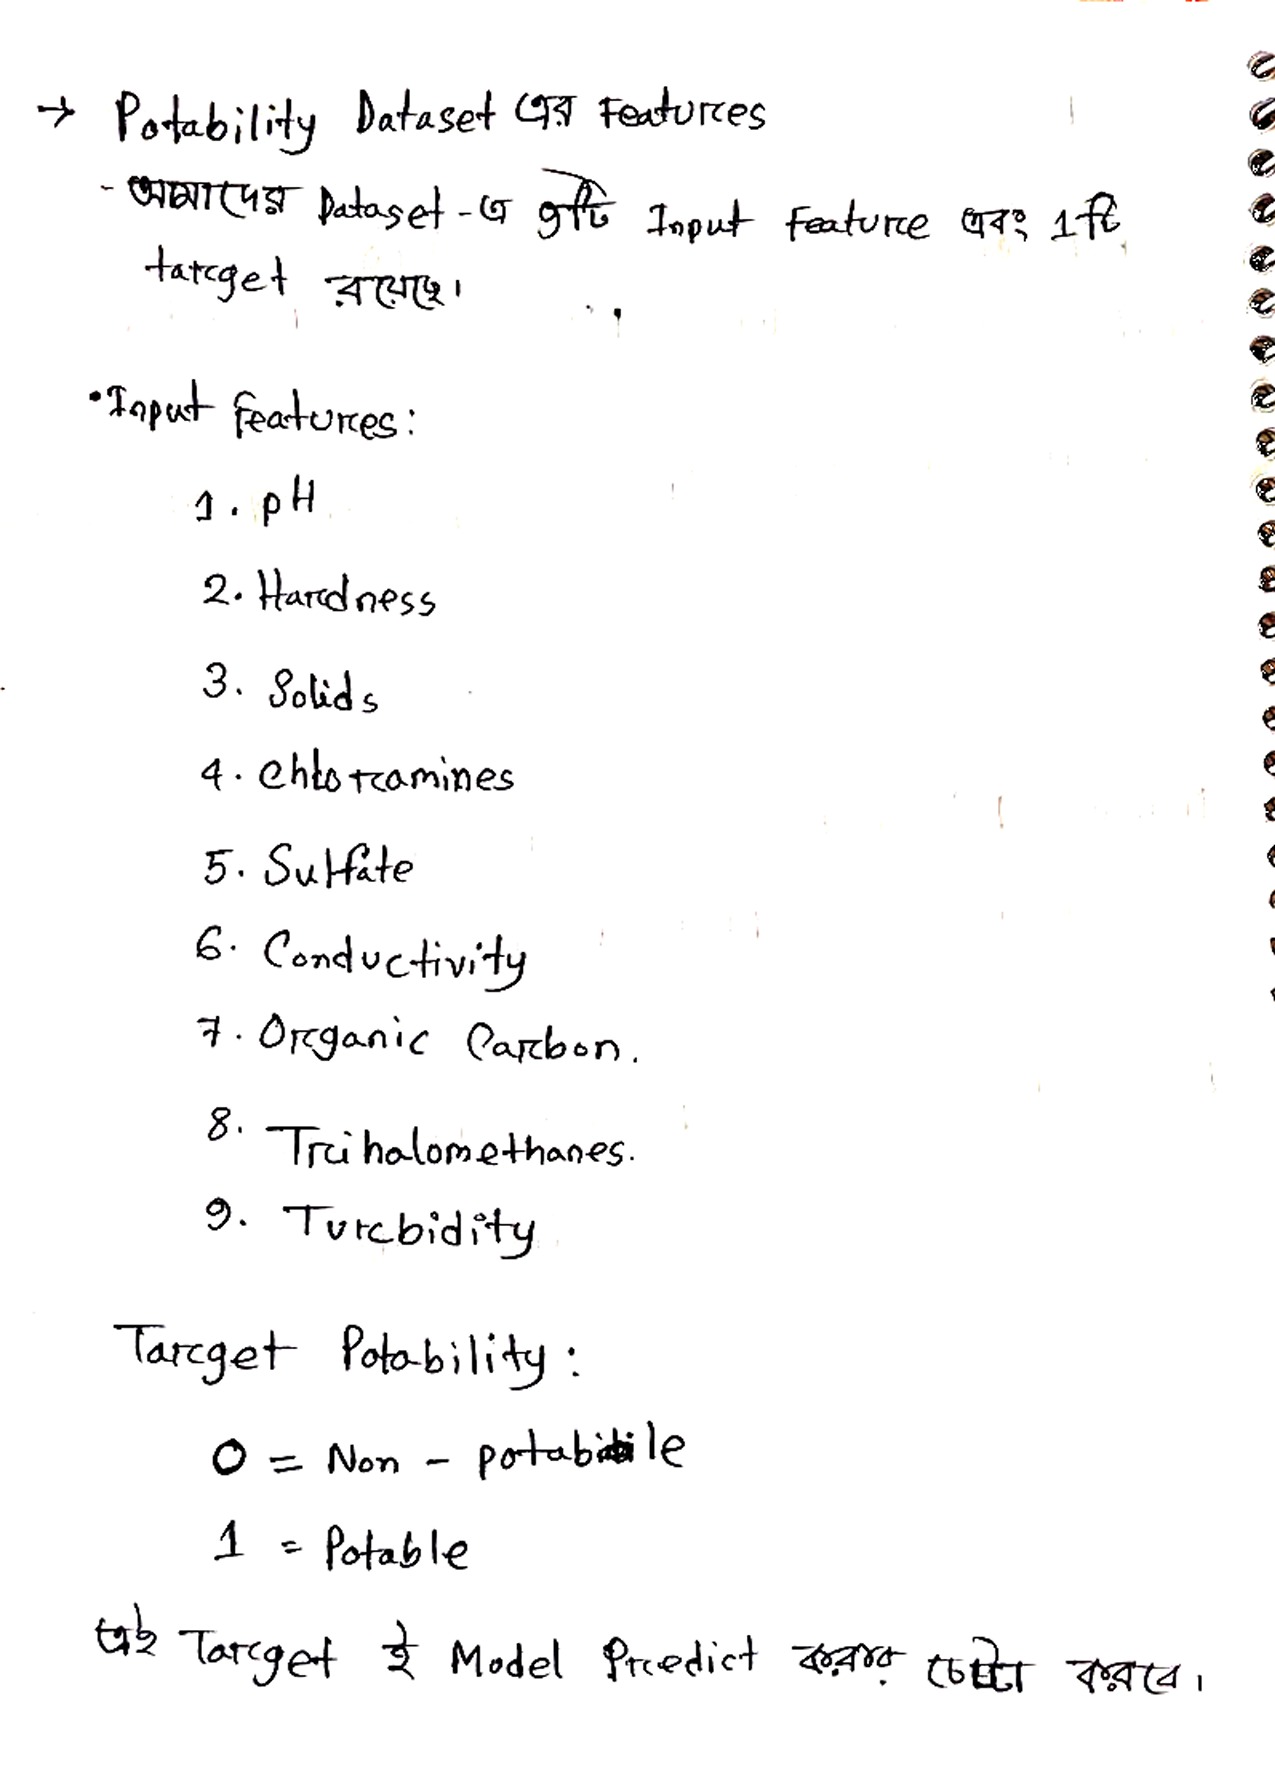 → Potability Dataset এর Features
- আমাদের Dataset-এ 9টি Input Feature এবং 1টি
target রয়েছে।
• Input features:
1. pH
2. Hardness
3. Solids
4. Chloramines
5. Sulfate
6. Conductivity
7. Organic Carbon.
8. Trihalomethanes.
9. Turbidity
Target Potability:
0 = Non - potabile
1 = Potable
এই Target ই Model Predict করার চেষ্টা করবে।